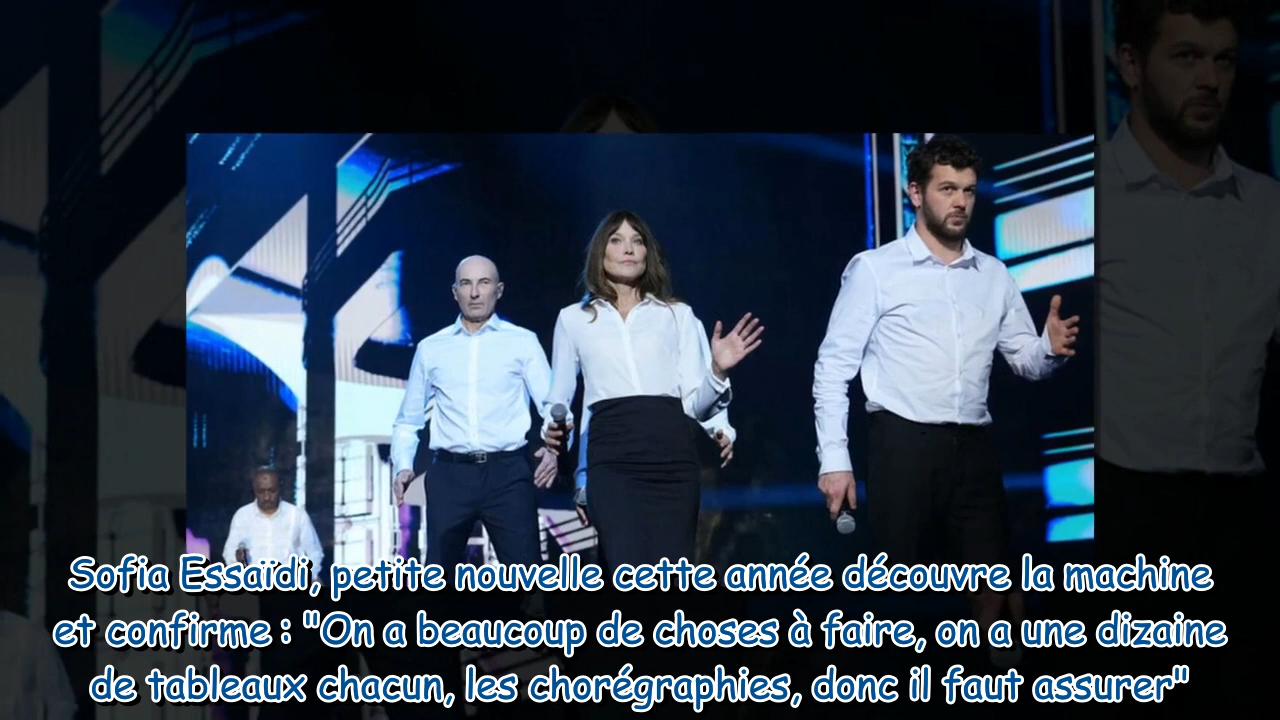 Sofia Essaïdi, petite nouvelle cette année découvre la machine
et confirme : "On a beaucoup de choses à faire, on a une dizaine
de tableaux chacun, les chorégraphies, donc il faut assurer"